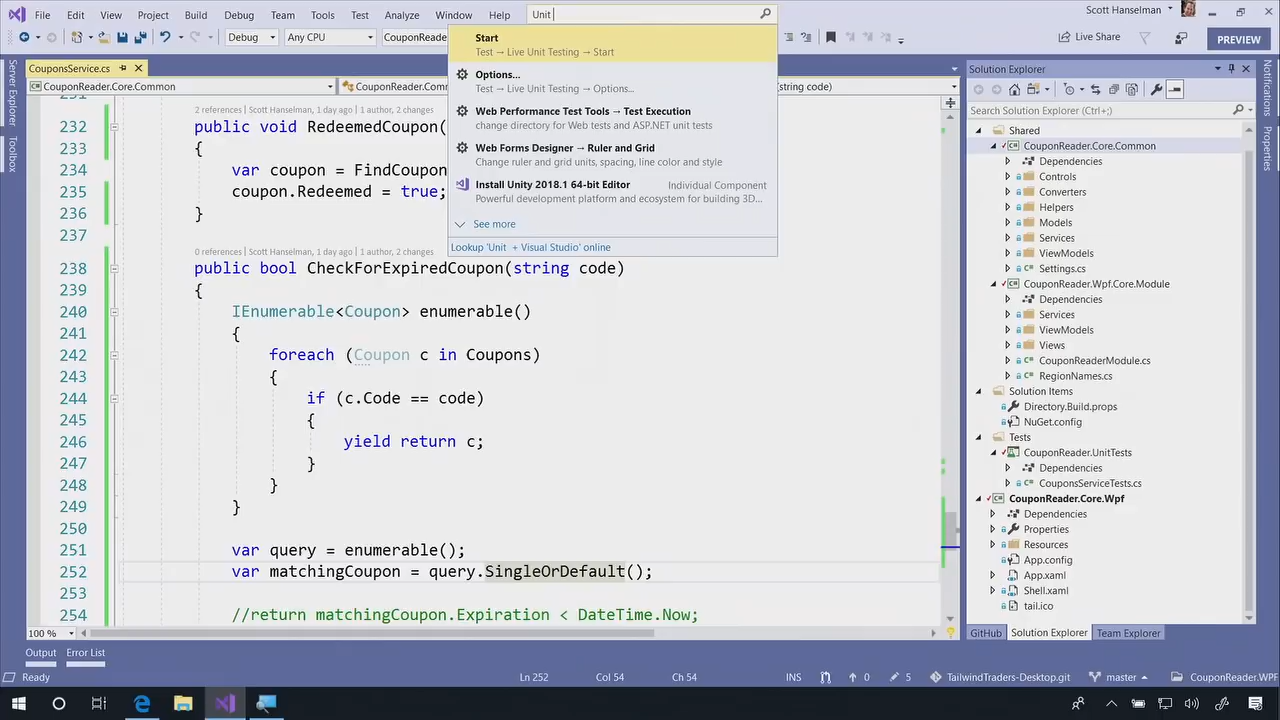 File Edit View Project Build Debug Team Tools Test Analyze Window Help
Unit
Scott Hanselman
Debug Any CPU CouponReader
Live Share
PREVIEW
Start
Test → Live Unit Testing → Start
Options...
Test → Live Unit Testing → Options...
Web Performance Test Tools → Test Execution
change directory for Web tests and ASP.NET unit tests
Web Forms Designer → Ruler and Grid
Change ruler and grid units, spacing, line color and style
Install Unity 2018.1 64-bit Editor Individual Component
Powerful development platform and ecosystem for building 3D...
See more
Lookup 'Unit + Visual Studio' online
Server Explorer
Toolbox
CouponsService.cs
CouponReader.Core.Common CouponReader.Core.Comm string code)
2 references | Scott Hanselman, 1 day ago | 1 author, 2 changes
232 public void RedeemedCoupon(
233 {
234 var coupon = FindCoupon
235 coupon.Redeemed = true;
236 }
237
0 references | Scott Hanselman, 1 day ago | 1 author, 2 changes
238 public bool CheckForExpiredCoupon(string code)
239 {
240 IEnumerable<Coupon> enumerable()
241 {
242 foreach (Coupon c in Coupons)
243 {
244 if (c.Code == code)
245 {
246 yield return c;
247 }
248 }
249 }
250
251 var query = enumerable();
252 var matchingCoupon = query.SingleOrDefault();
253
254 //return matchingCoupon.Expiration < DateTime.Now;
100 %
Solution Explorer
Search Solution Explorer (Ctrl+;)
Shared
CouponReader.Core.Common
Dependencies
Controls
Converters
Helpers
Models
Services
ViewModels
Settings.cs
CouponReader.Wpf.Core.Module
Dependencies
Services
ViewModels
Views
CouponReaderModule.cs
RegionNames.cs
Solution Items
Directory.Build.props
NuGet.config
Tests
CouponReader.UnitTests
Dependencies
CouponsServiceTests.cs
CouponReader.Core.Wpf
Dependencies
Properties
Resources
App.config
App.xaml
Shell.xaml
tail.ico
GitHub Solution Explorer Team Explorer
Notifications
Properties
Output Error List
Ready Ln 252 Col 54 Ch 54 INS 0 5 TailwindTraders-Desktop.git master CouponReader.WPF